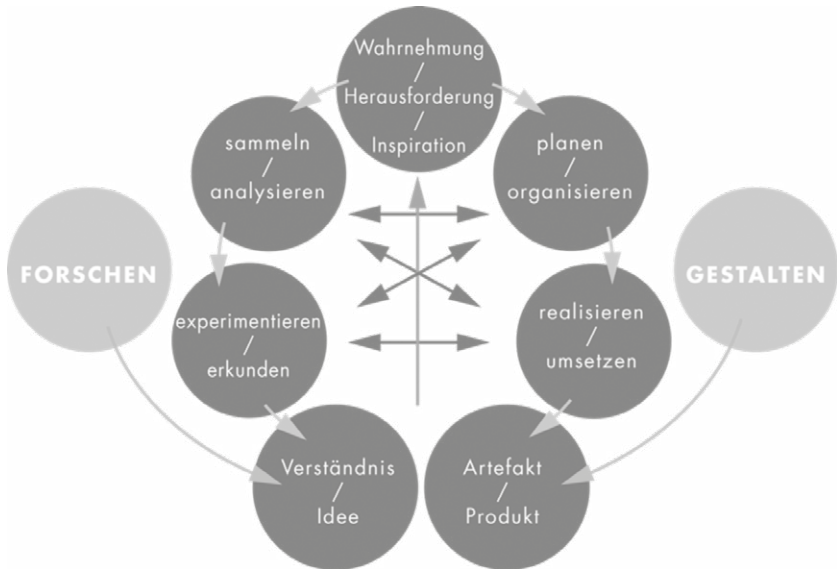 Wahrnehmung
/
Herausforderung
/
Inspiration
sammeln
/
analysieren
planen
/
organisieren
FORSCHEN
GESTALTEN
experimentieren
/
erkunden
realisieren
/
umsetzen
Verständnis
/
Idee
Artefakt
/
Produkt